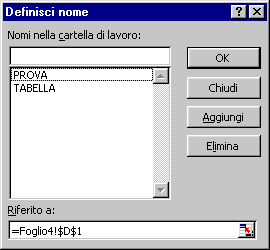 Definisci nome
Nomi nella cartella di lavoro:
OK
PROVA
TABELLA
Chiudi
Aggiungi
Elimina
Riferito a:
=Foglio4!$D$1